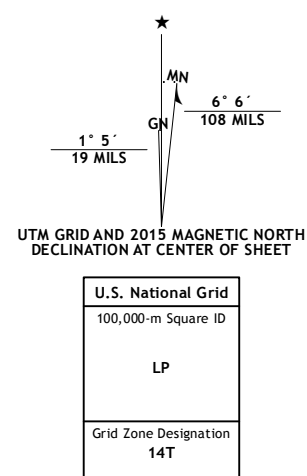 ★
MN
6° 6´
108 MILS
GN
1° 5´
19 MILS
UTM GRID AND 2015 MAGNETIC NORTH
DECLINATION AT CENTER OF SHEET
U.S. National Grid
100,000-m Square ID
LP
Grid Zone Designation
14T